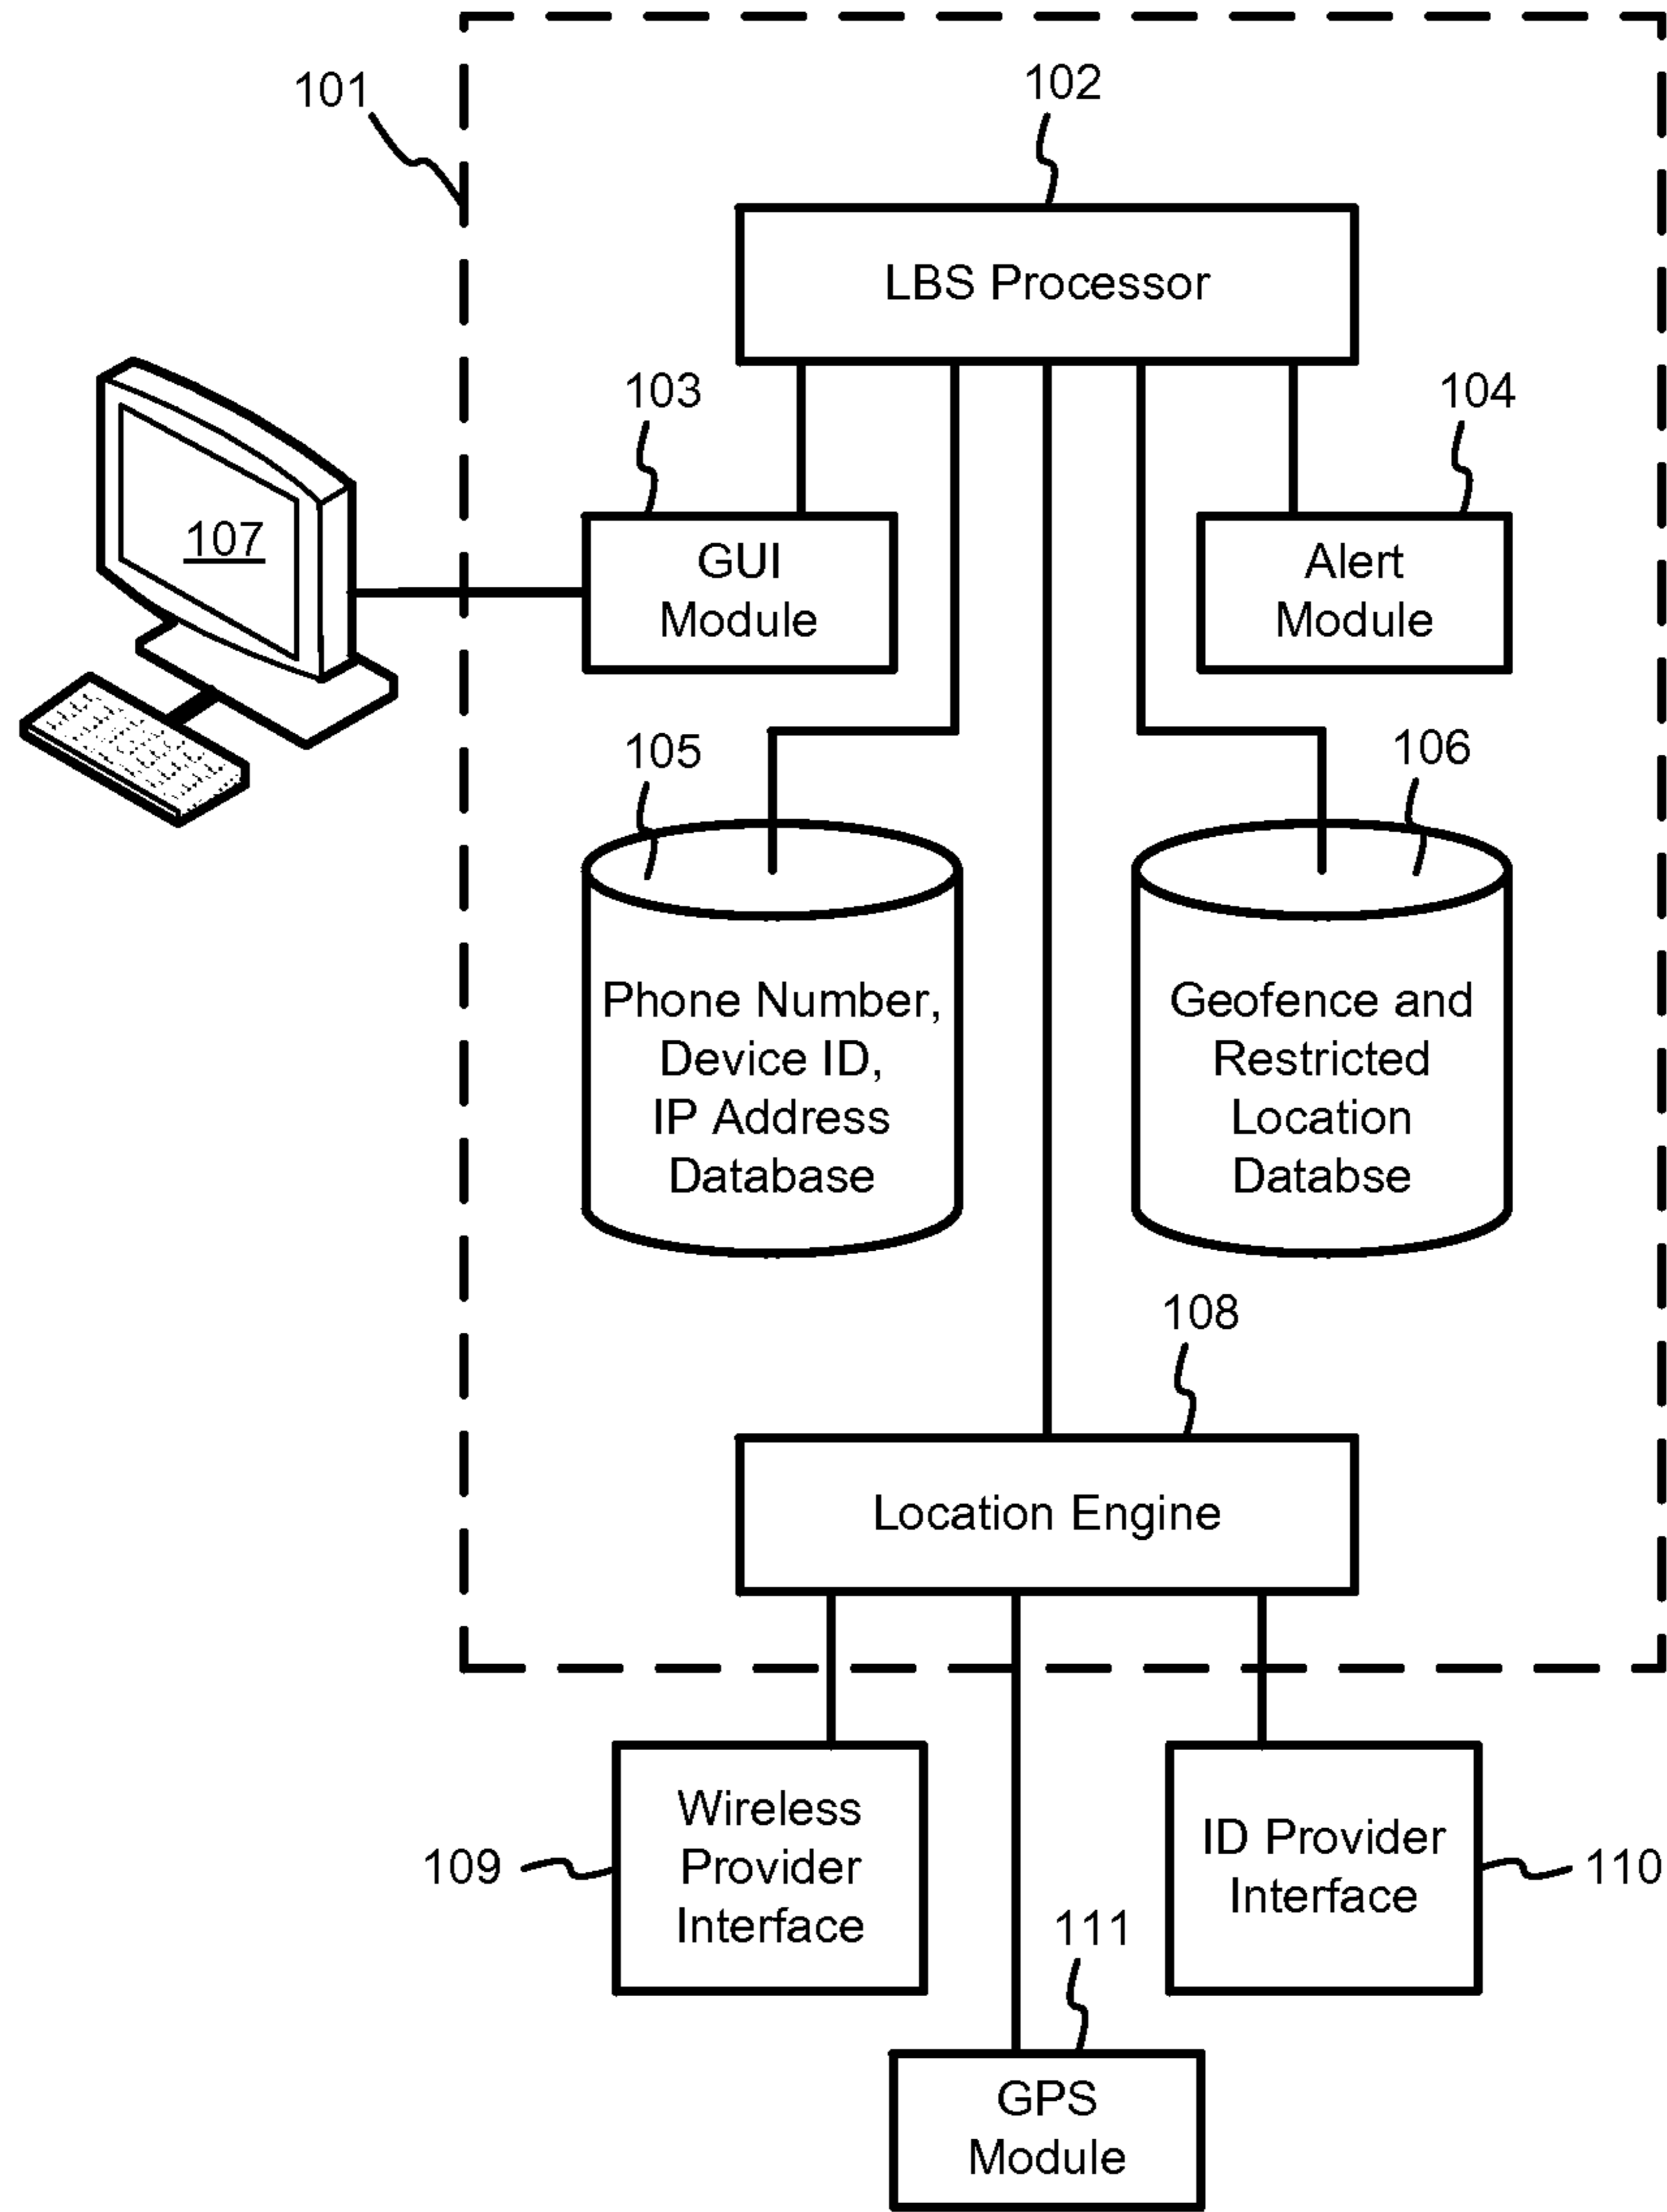 101
102
LBS Processor
103
104
107
GUI
Module
Alert
Module
105
106
Phone Number,
Device ID,
IP Address
Database
Geofence and
Restricted
Location
Databse
108
Location Engine
Wireless
Provider
Interface
109
ID Provider
Interface
110
111
GPS
Module